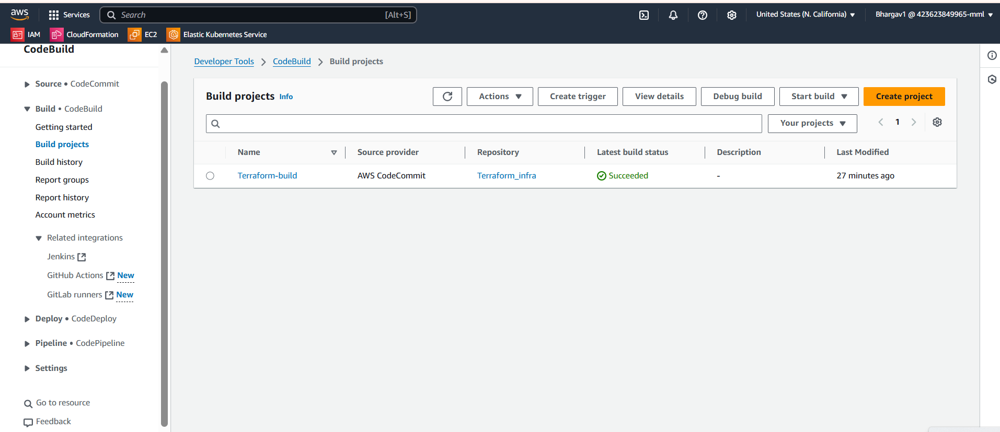 aws
Services
Search [Alt+S]
United States (N. California)
Bhargav1 @ 423623849965-mml
IAM
CloudFormation
EC2
Elastic Kubernetes Service
CodeBuild
Source • CodeCommit
Build • CodeBuild
Getting started
Build projects
Build history
Report groups
Report history
Account metrics
Related integrations
Jenkins
GitHub Actions New
GitLab runners New
Deploy • CodeDeploy
Pipeline • CodePipeline
Settings
Go to resource
Feedback
Developer Tools > CodeBuild > Build projects
Build projects Info
Actions
Create trigger
View details
Debug build
Start build
Create project
Your projects
1
Name Source provider Repository Latest build status Description Last Modified
Terraform-build AWS CodeCommit Terraform_infra Succeeded - 27 minutes ago